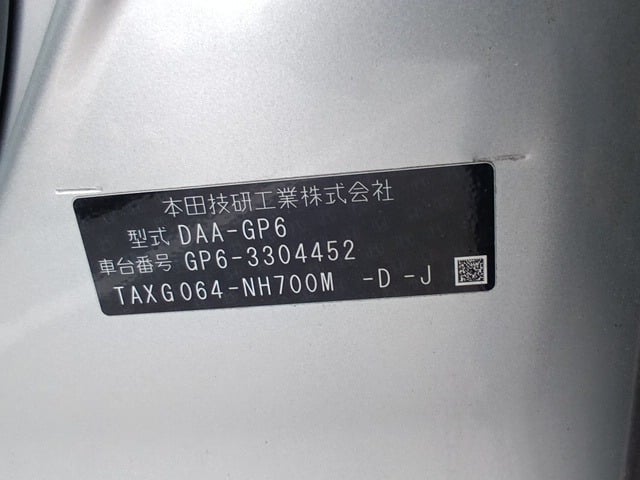 本田技研工業株式会社
型式 DAA-GP6
車台番号 GP6-3304452
TAXG064-NH700M -D -J